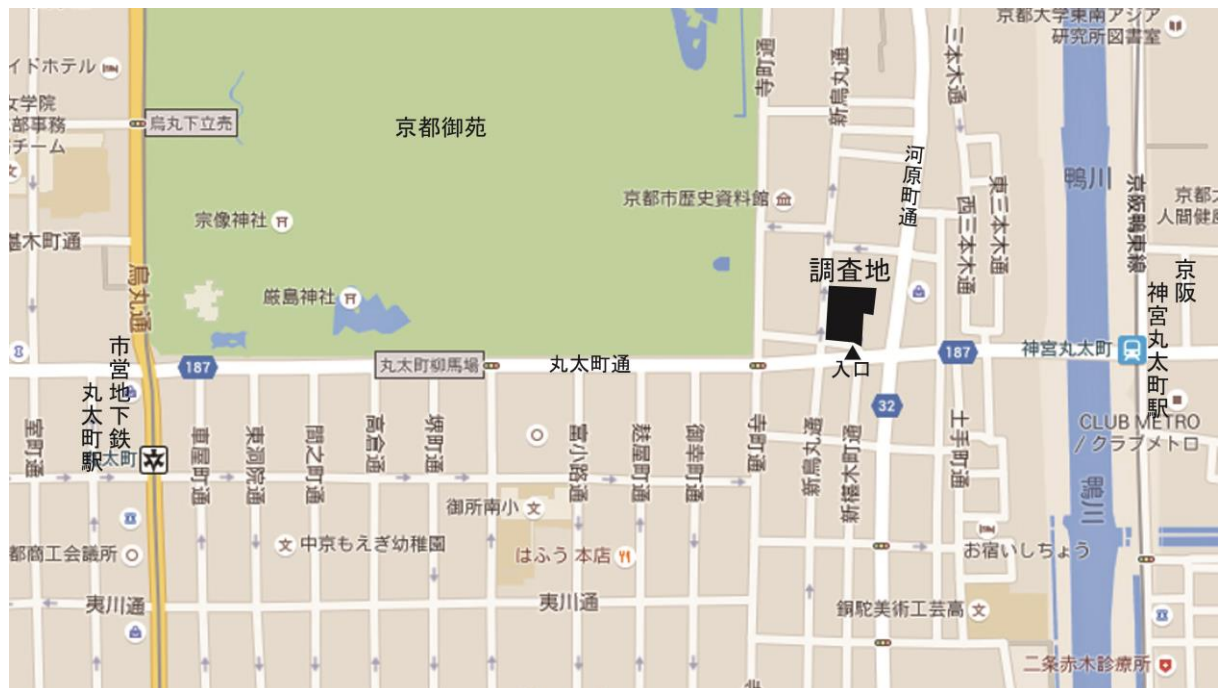 イドホテル
女学院
部事務
チーム
烏丸下立売
京都御苑
寺町通
新烏丸通
三本木通
京都大学東南アジア
研究所図書室
河原町通
鴨川
京阪鴨東線
東三本木通
西三本木通
京都大
人間健康
京都市歴史資料館
宗像神社
厳島神社
椹木町通
烏丸通
調査地
入口
京阪
神宮丸太町駅
神宮丸太町
市営地下鉄
丸太町駅
太町
187
丸太町柳馬場
丸太町通
187
32
室町通
車屋町通
東洞院通
間之町通
高倉通
堺町通
富小路通
麩屋町通
御幸町通
寺町通
新烏丸通
新椹木町通
土手町通
CLUB METRO
/ クラブメトロ
鴨川
御所南小
中京もえぎ幼稚園
はふう 本店
お宿いしちょう
都商工会議所
夷川通
夷川通
銅駝美術工芸高
二条赤木診療所